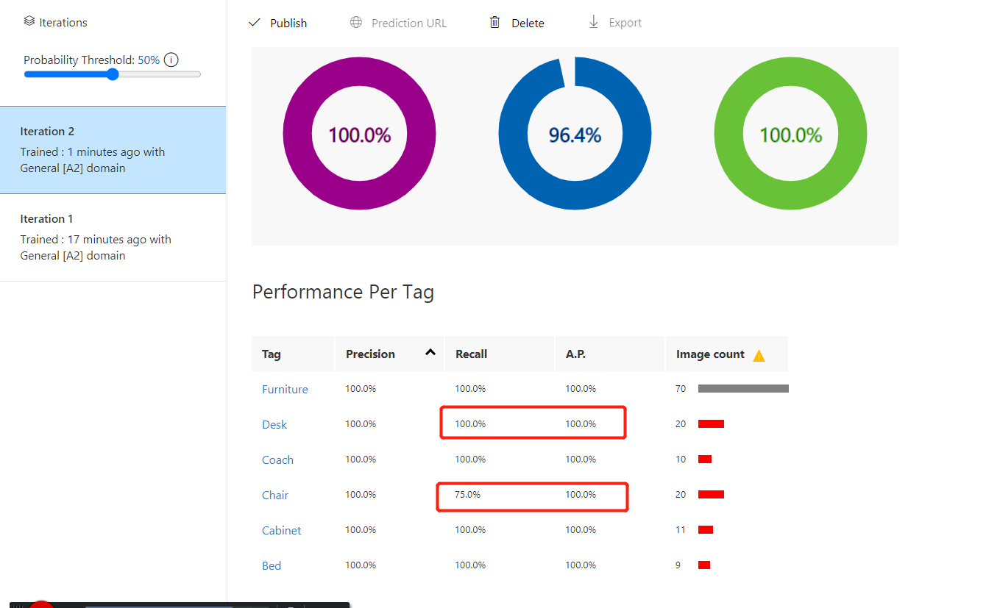 Iterations
Probability Threshold: 50%
Iteration 2
Trained : 1 minutes ago with
General [A2] domain
Iteration 1
Trained : 17 minutes ago with
General [A2] domain
Publish Prediction URL Delete Export
100.0% 96.4% 100.0%
Performance Per Tag
Tag Precision Recall A.P. Image count
Furniture 100.0% 100.0% 100.0% 70
Desk 100.0% 100.0% 100.0% 20
Coach 100.0% 100.0% 100.0% 10
Chair 100.0% 75.0% 100.0% 20
Cabinet 100.0% 100.0% 100.0% 11
Bed 100.0% 100.0% 100.0% 9